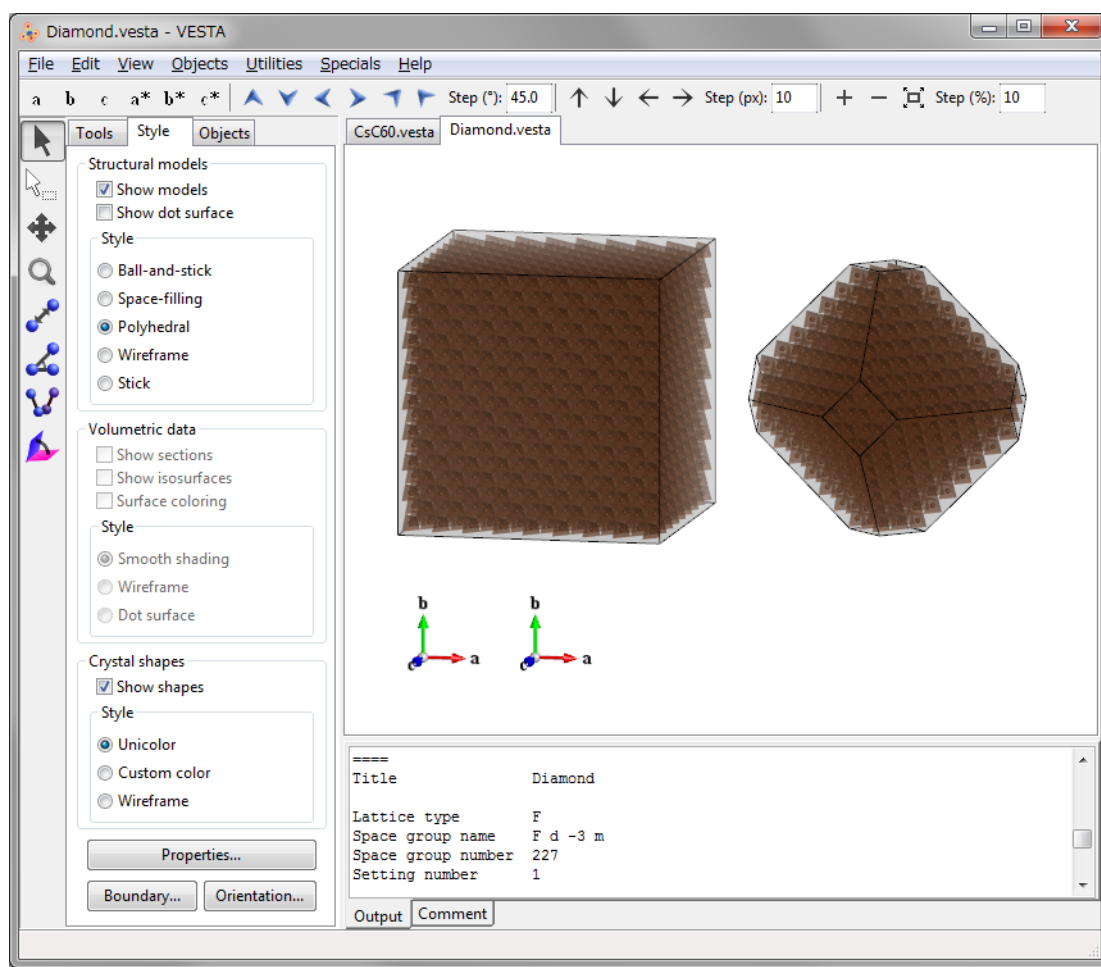 Diamond.vesta - VESTA
File Edit View Objects Utilities Specials Help
a b c a* b* c* Step (°): 45.0 Step (px): 10 Step (%): 10
Tools Style Objects
CsC60.vesta Diamond.vesta
Structural models
Show models
Show dot surface
Style
Ball-and-stick
Space-filling
Polyhedral
Wireframe
Stick
Volumetric data
Show sections
Show isosurfaces
Surface coloring
Style
Smooth shading
Wireframe
Dot surface
Crystal shapes
Show shapes
Style
Unicolor
Custom color
Wireframe
Properties...
Boundary... Orientation...
b b
c a c a
====
Title Diamond
Lattice type F
Space group name F d -3 m
Space group number 227
Setting number 1
Output Comment